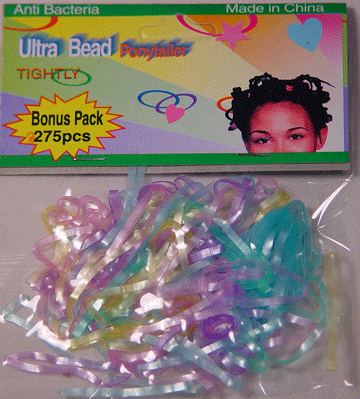 Anti Bacteria
Made in China
Ultra Bead Ponytailer
TIGHTLY
Bonus Pack
275pcs